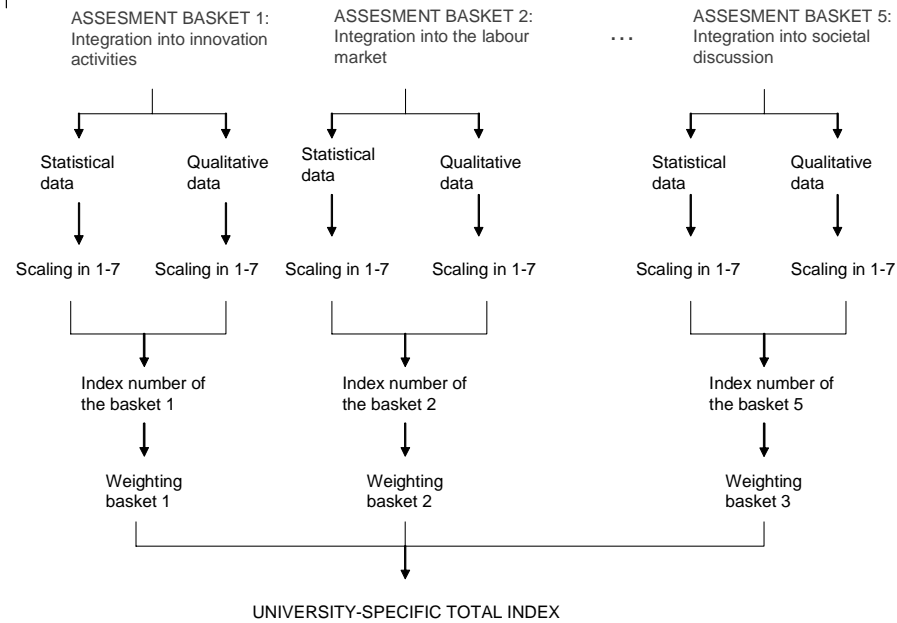 ASSESMENT BASKET 1:
Integration into innovation
activities
ASSESMENT BASKET 2:
Integration into the labour
market
...
ASSESMENT BASKET 5:
Integration into societal
discussion
Statistical
data
Qualitative
data
Statistical
data
Qualitative
data
Statistical
data
Qualitative
data
Scaling in 1-7
Scaling in 1-7
Scaling in 1-7
Scaling in 1-7
Scaling in 1-7
Scaling in 1-7
Index number of
the basket 1
Index number of
the basket 2
Index number of
the basket 5
Weighting
basket 1
Weighting
basket 2
Weighting
basket 3
UNIVERSITY-SPECIFIC TOTAL INDEX